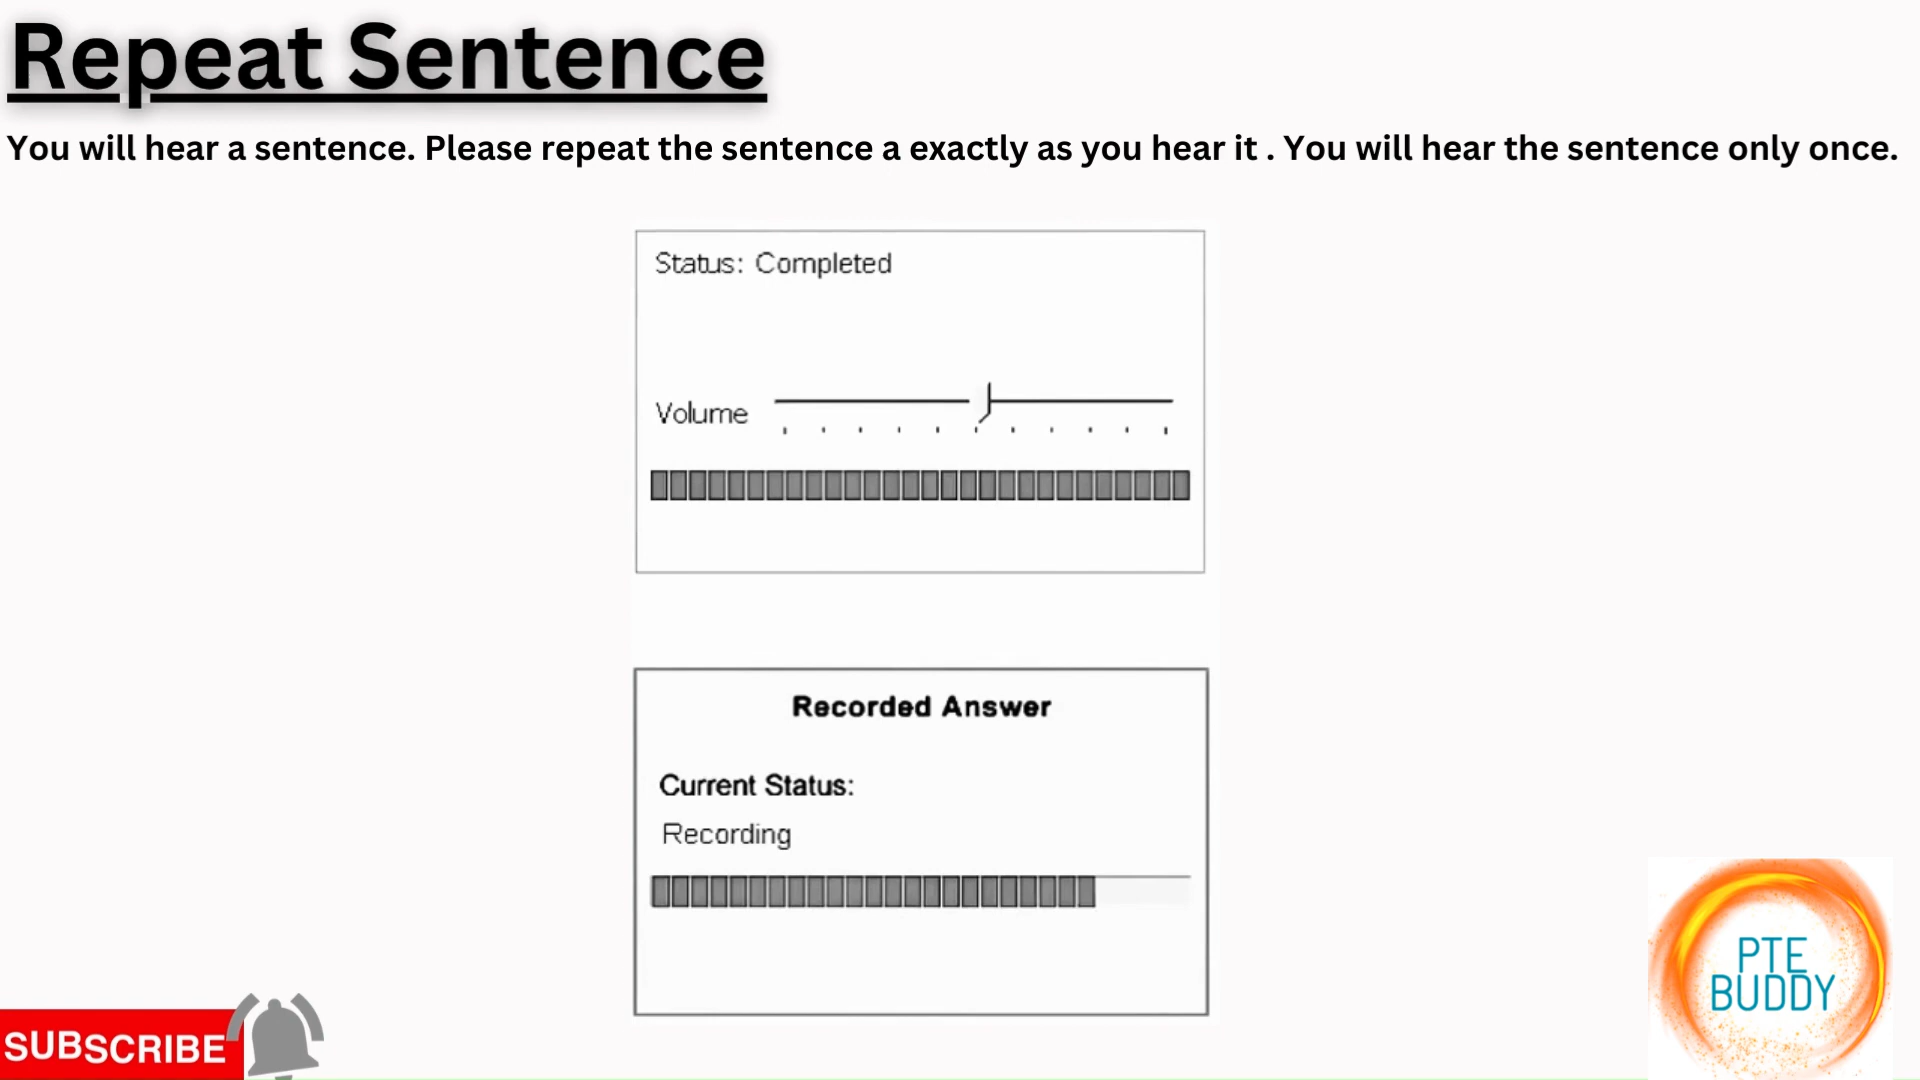 Repeat Sentence
You will hear a sentence. Please repeat the sentence a exactly as you hear it . You will hear the sentence only once.
Status: Completed
Volume
Recorded Answer
Current Status:
Recording
SUBSCRIBE
PTE
BUDDY